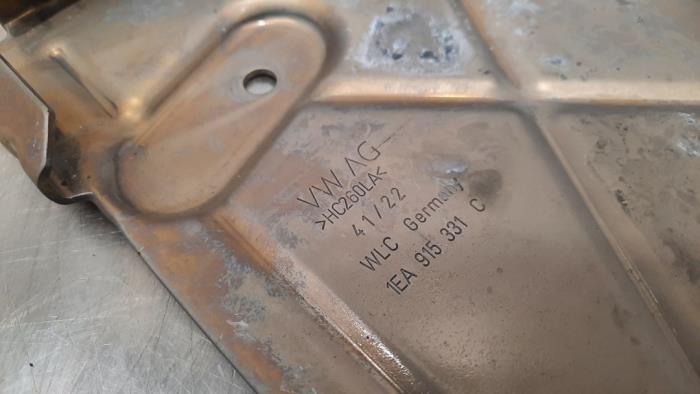 VW AG
>HC260LA<
41/22
WLC Germany
1EA 915 331 C